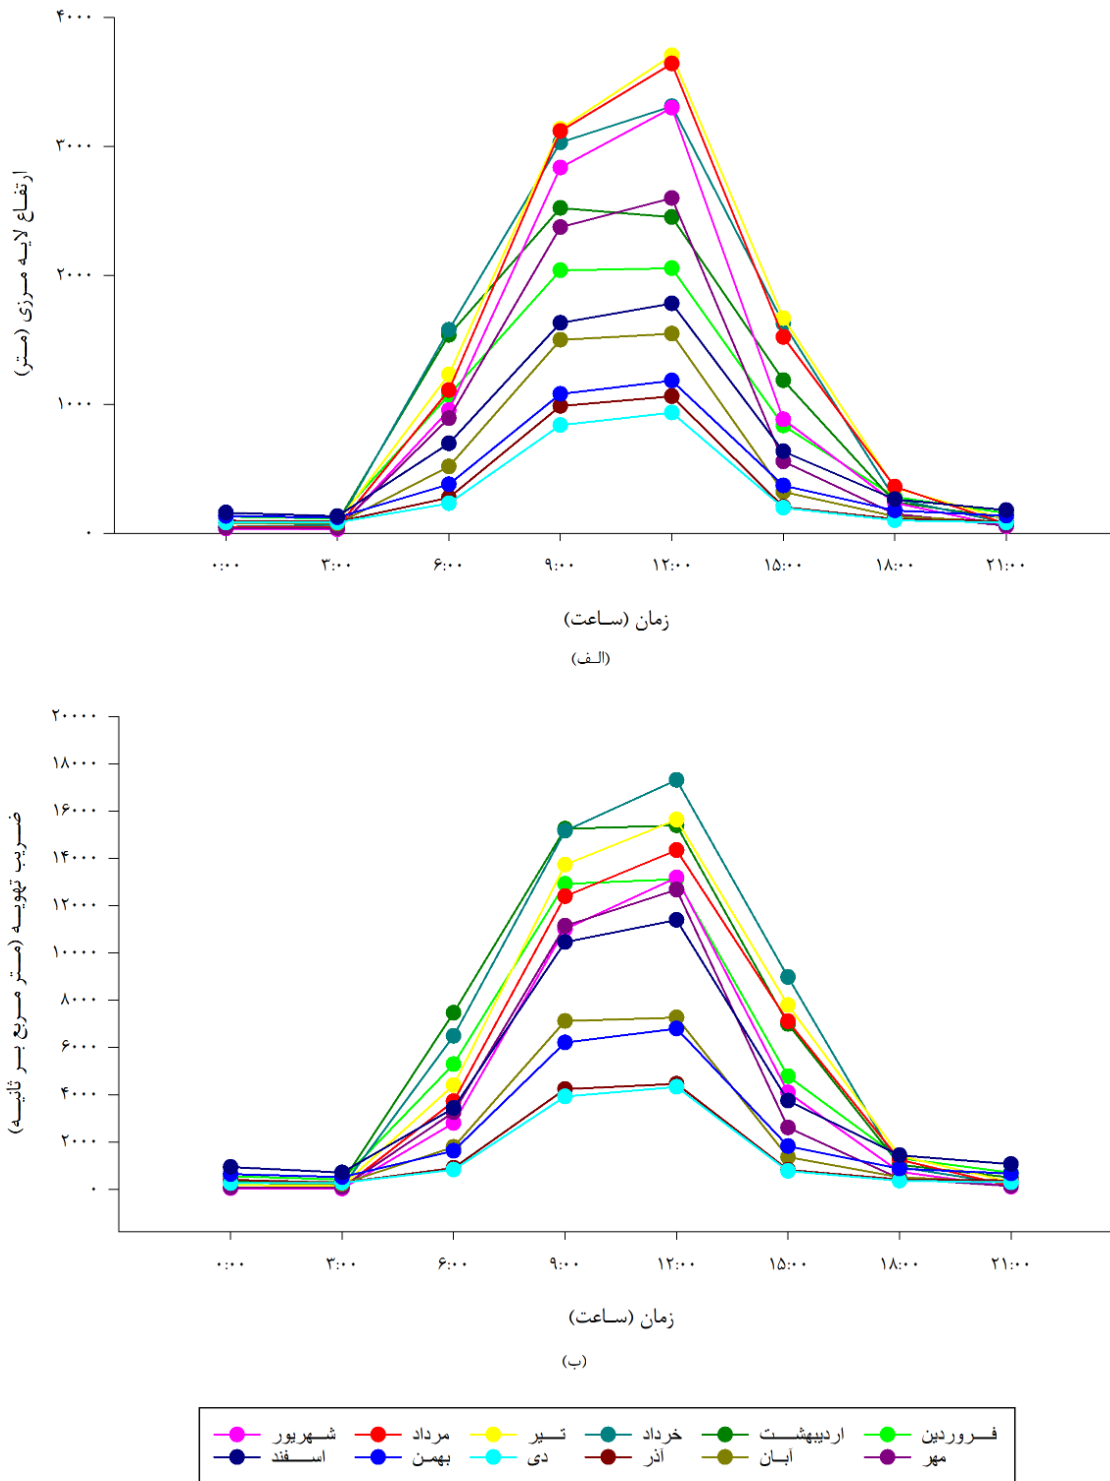 ۴۰۰۰
۳۰۰۰
۲۰۰۰
۱۰۰۰
۰
ارتفاع لایه مرزی (متر)
۰:۰۰ ۳:۰۰ ۶:۰۰ ۹:۰۰ ۱۲:۰۰ ۱۵:۰۰ ۱۸:۰۰ ۲۱:۰۰
زمان (ساعت)
(الف)
۲۰۰۰۰
۱۸۰۰۰
۱۶۰۰۰
۱۴۰۰۰
۱۲۰۰۰
۱۰۰۰۰
۸۰۰۰
۶۰۰۰
۴۰۰۰
۲۰۰۰
۰
ضریب تهویه (متر مربع بر ثانیه)
۰:۰۰ ۳:۰۰ ۶:۰۰ ۹:۰۰ ۱۲:۰۰ ۱۵:۰۰ ۱۸:۰۰ ۲۱:۰۰
زمان (ساعت)
(ب)
فروردین اردیبهشت خرداد تیر مرداد شهریور
مهر آبان آذر دی بهمن اسفند